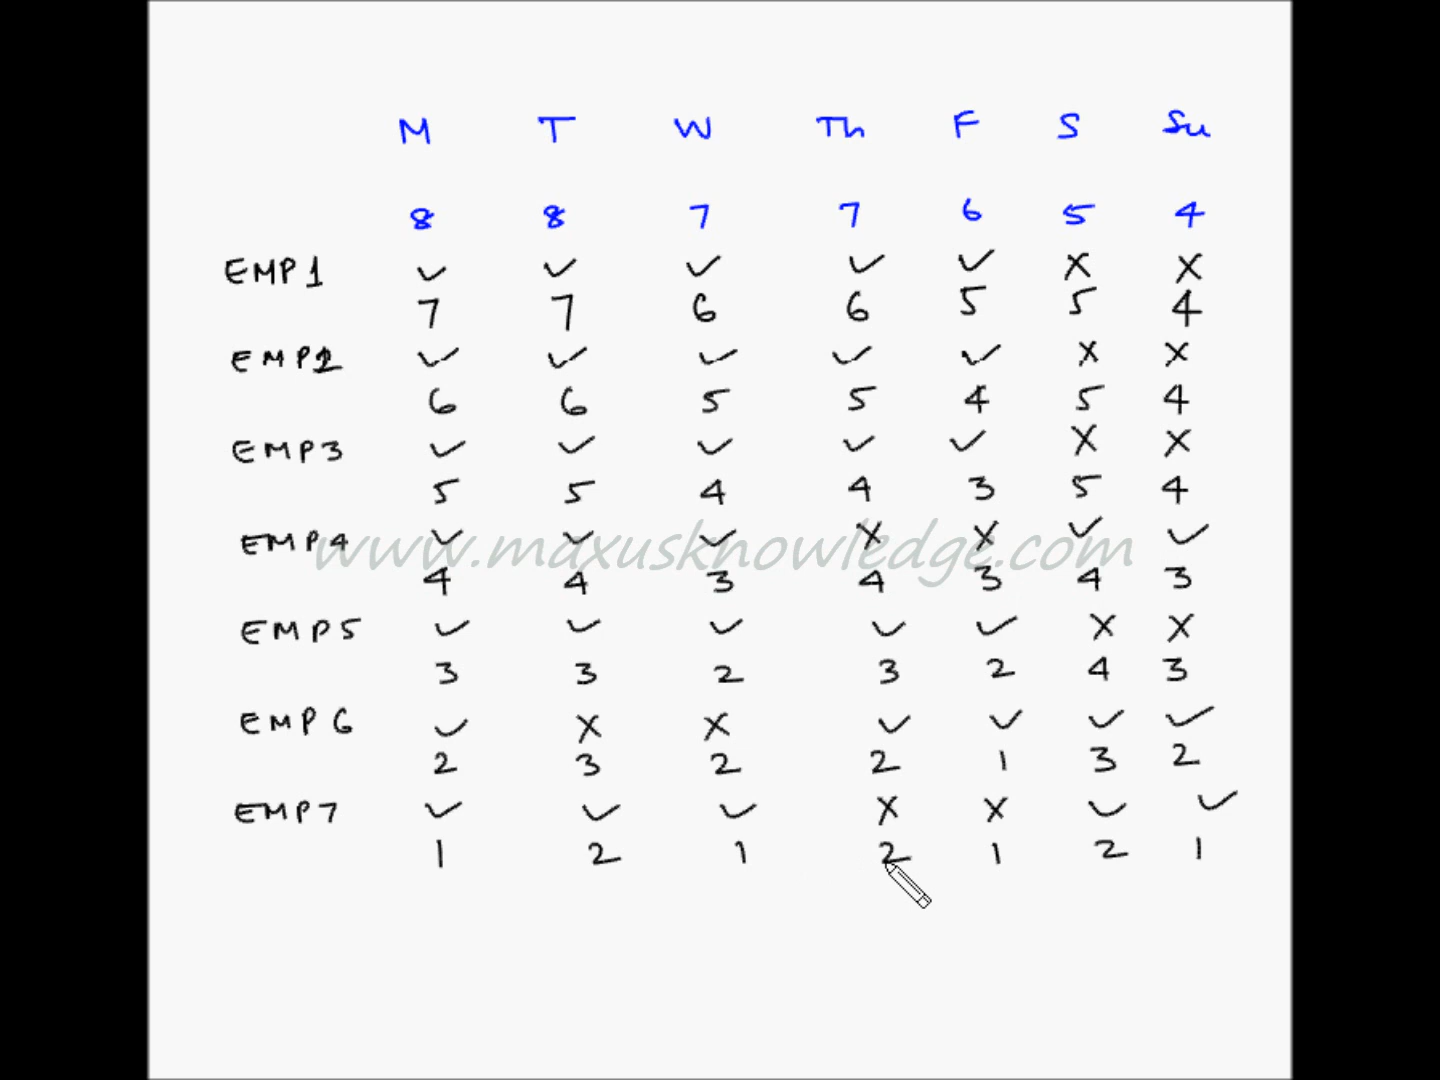 M T W Th F S Su
8 8 7 7 6 5 4
EMP1 ✓ ✓ ✓ ✓ ✓ X X
7 7 6 6 5 5 4
EMP2 ✓ ✓ ✓ ✓ ✓ X X
6 6 5 5 4 5 4
EMP3 ✓ ✓ ✓ ✓ ✓ X X
5 5 4 4 3 5 4
EMP4 ✓ ✓ ✓ X X ✓ ✓
www.maxusknowledge.com
4 4 3 4 3 4 3
EMP5 ✓ ✓ ✓ ✓ ✓ X X
3 3 2 3 2 4 3
EMP6 ✓ X X ✓ ✓ ✓ ✓
2 3 2 2 1 3 2
EMP7 ✓ ✓ ✓ X X ✓ ✓
1 2 1 2 1 2 1